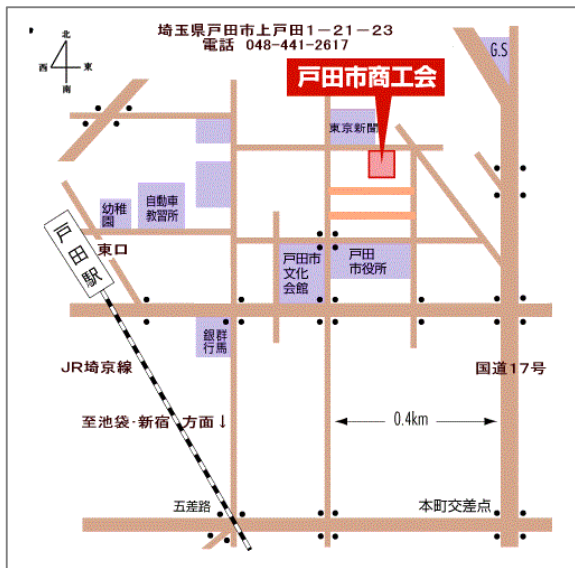 埼玉県戸田市上戸田1－21－23
電話 048-441-2617
北
西 東
南
G.S
戸田市商工会
東京新聞
幼稚
園
自動車
教習所
東口
戸田駅
戸田市
文化
会館
戸田
市役所
群馬
銀行
JR埼京線
国道17号
至池袋･新宿 方面↓
0.4km
五差路
本町交差点